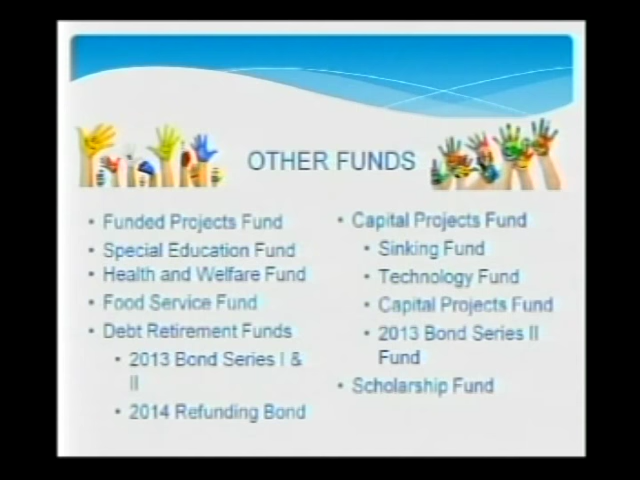 OTHER FUNDS
• Funded Projects Fund
• Special Education Fund
• Health and Welfare Fund
• Food Service Fund
• Debt Retirement Funds
• 2013 Bond Series I &
II
• 2014 Refunding Bond
• Capital Projects Fund
• Sinking Fund
• Technology Fund
• Capital Projects Fund
• 2013 Bond Series II
Fund
• Scholarship Fund